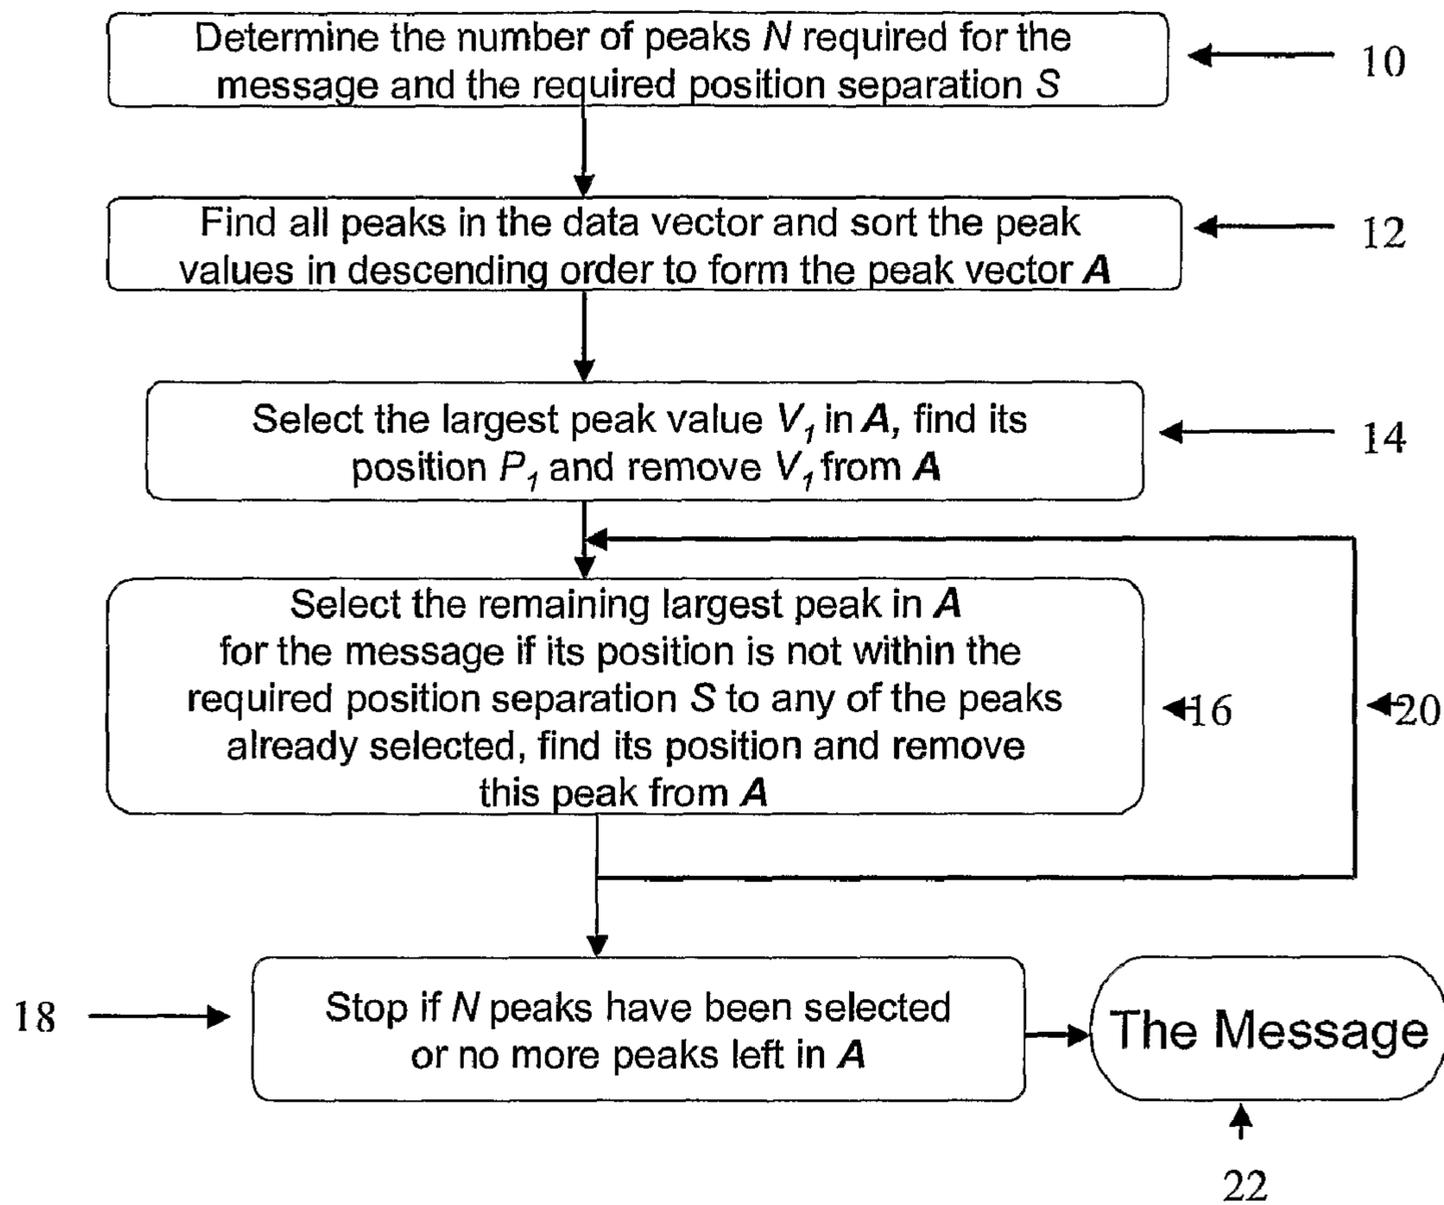 Determine the number of peaks N required for the
message and the required position separation S
10
Find all peaks in the data vector and sort the peak
values in descending order to form the peak vector A
12
Select the largest peak value V1 in A, find its
position P1 and remove V1 from A
14
Select the remaining largest peak in A
for the message if its position is not within the
required position separation S to any of the peaks
already selected, find its position and remove
this peak from A
16
20
18
Stop if N peaks have been selected
or no more peaks left in A
The Message
22